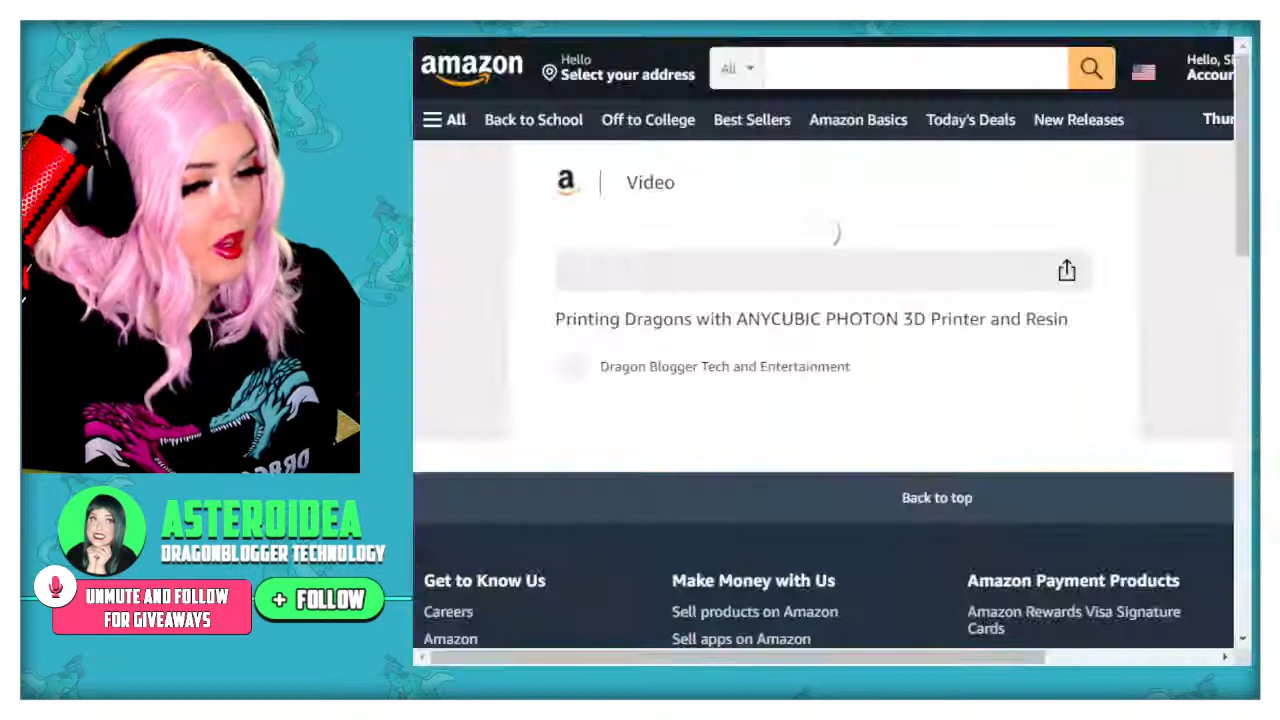 amazon
Hello
Select your address
All
Hello, Si
Accour
All
Back to School
Off to College
Best Sellers
Amazon Basics
Today's Deals
New Releases
Thur
a
Video
Printing Dragons with ANYCUBIC PHOTON 3D Printer and Resin
Dragon Blogger Tech and Entertainment
Back to top
Get to Know Us
Make Money with Us
Amazon Payment Products
Careers
Sell products on Amazon
Amazon Rewards Visa Signature
Cards
Amazon
Sell apps on Amazon
ASTEROIDEA
DRAGONBLOGGER TECHNOLOGY
UNMUTE AND FOLLOW
FOR GIVEAWAYS
+ FOLLOW